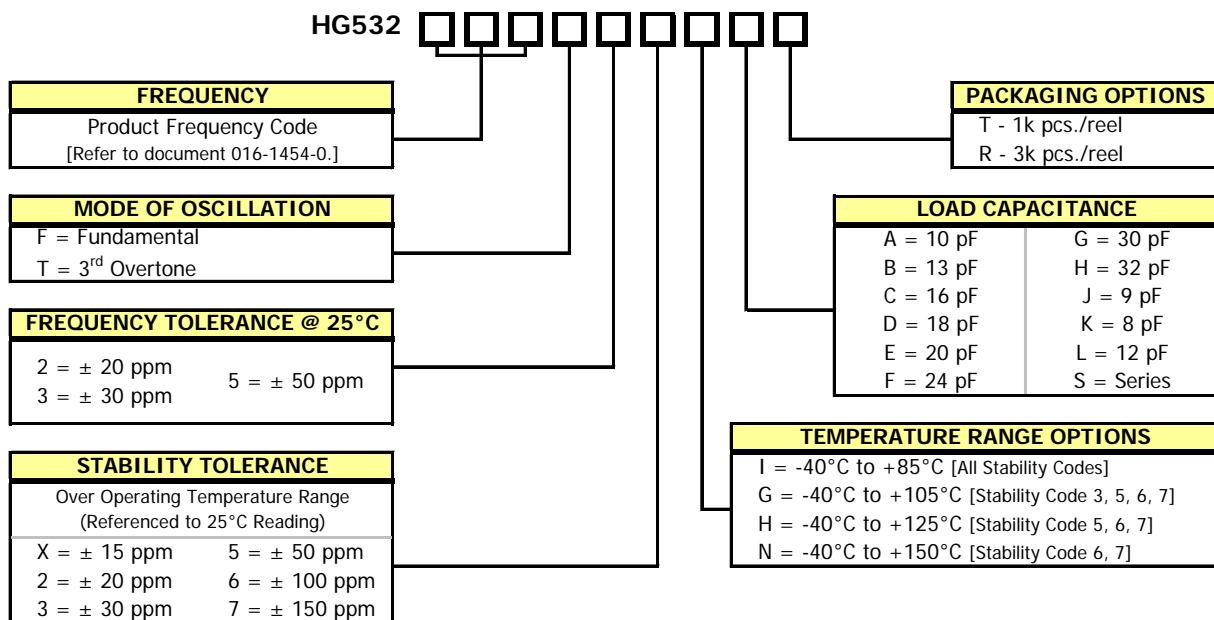 HG532
FREQUENCY
Product Frequency Code
[Refer to document 016-1454-0.]
MODE OF OSCILLATION
F = Fundamental
T = 3rd Overtone
FREQUENCY TOLERANCE @ 25°C
2 = ± 20 ppm
3 = ± 30 ppm
5 = ± 50 ppm
STABILITY TOLERANCE
Over Operating Temperature Range
(Referenced to 25°C Reading)
X = ± 15 ppm
2 = ± 20 ppm
3 = ± 30 ppm
5 = ± 50 ppm
6 = ± 100 ppm
7 = ± 150 ppm
PACKAGING OPTIONS
T - 1k pcs./reel
R - 3k pcs./reel
LOAD CAPACITANCE
A = 10 pF
B = 13 pF
C = 16 pF
D = 18 pF
E = 20 pF
F = 24 pF
G = 30 pF
H = 32 pF
J = 9 pF
K = 8 pF
L = 12 pF
S = Series
TEMPERATURE RANGE OPTIONS
I = -40°C to +85°C [All Stability Codes]
G = -40°C to +105°C [Stability Code 3, 5, 6, 7]
H = -40°C to +125°C [Stability Code 5, 6, 7]
N = -40°C to +150°C [Stability Code 6, 7]